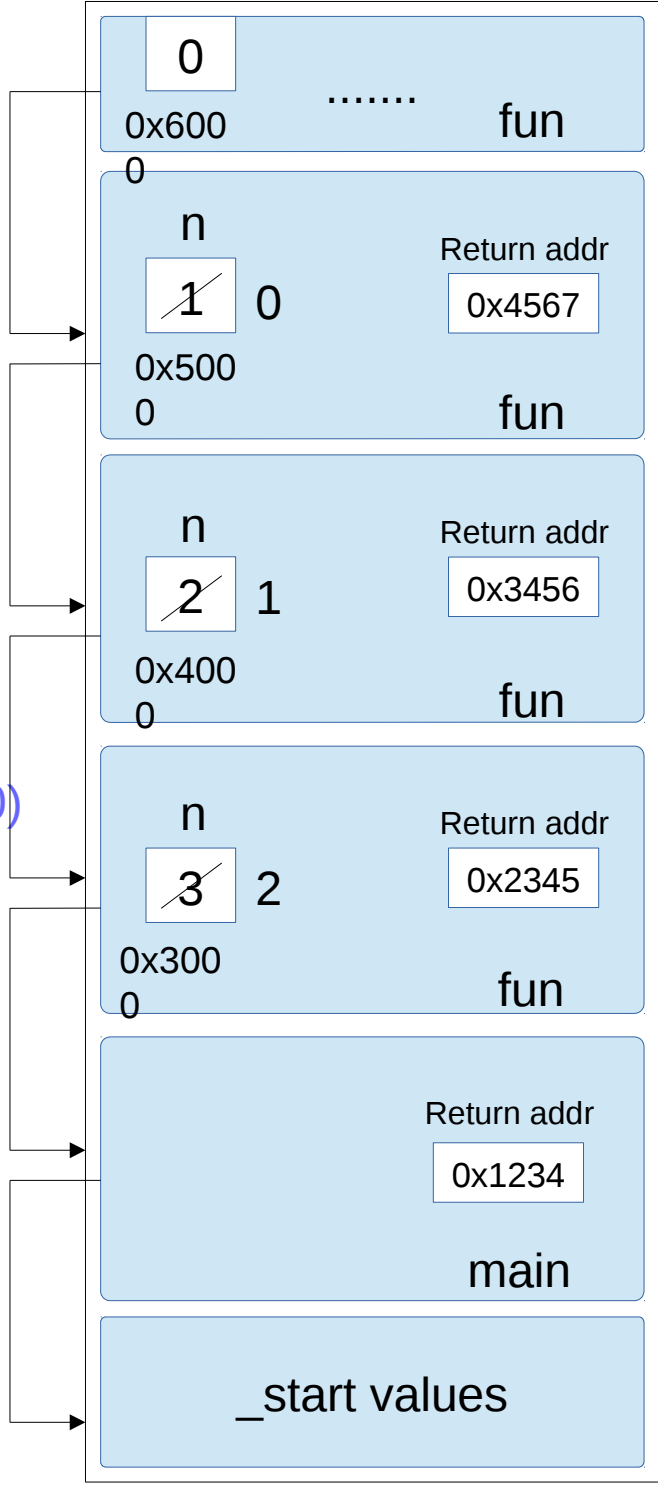 0
.......
0x600
0
fun
n
Return addr
1 0
0x4567
0x500
0
fun
n
Return addr
2 1
0x3456
0x400
0
fun
)
n
Return addr
3 2
0x2345
0x300
0
fun
Return addr
0x1234
main
_start values